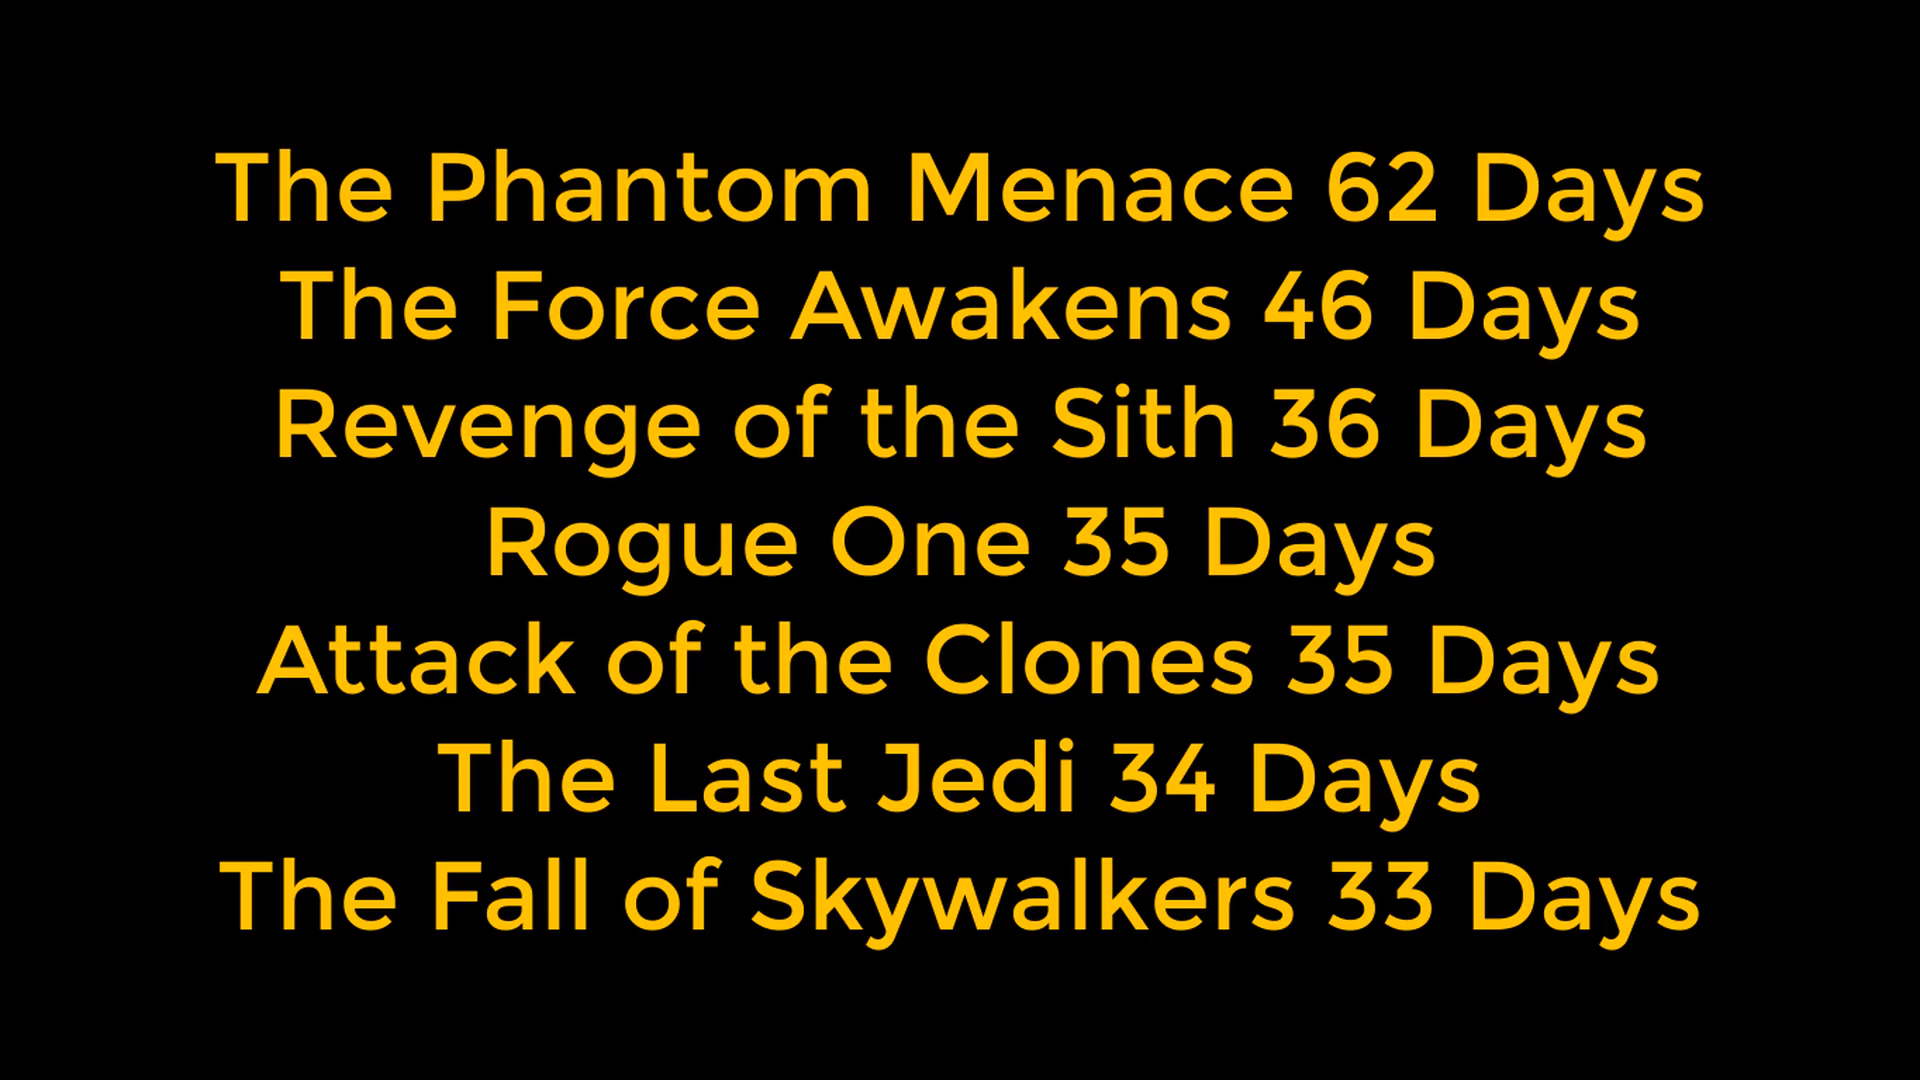 The Phantom Menace 62 Days
The Force Awakens 46 Days
Revenge of the Sith 36 Days
Rogue One 35 Days
Attack of the Clones 35 Days
The Last Jedi 34 Days
The Fall of Skywalkers 33 Days